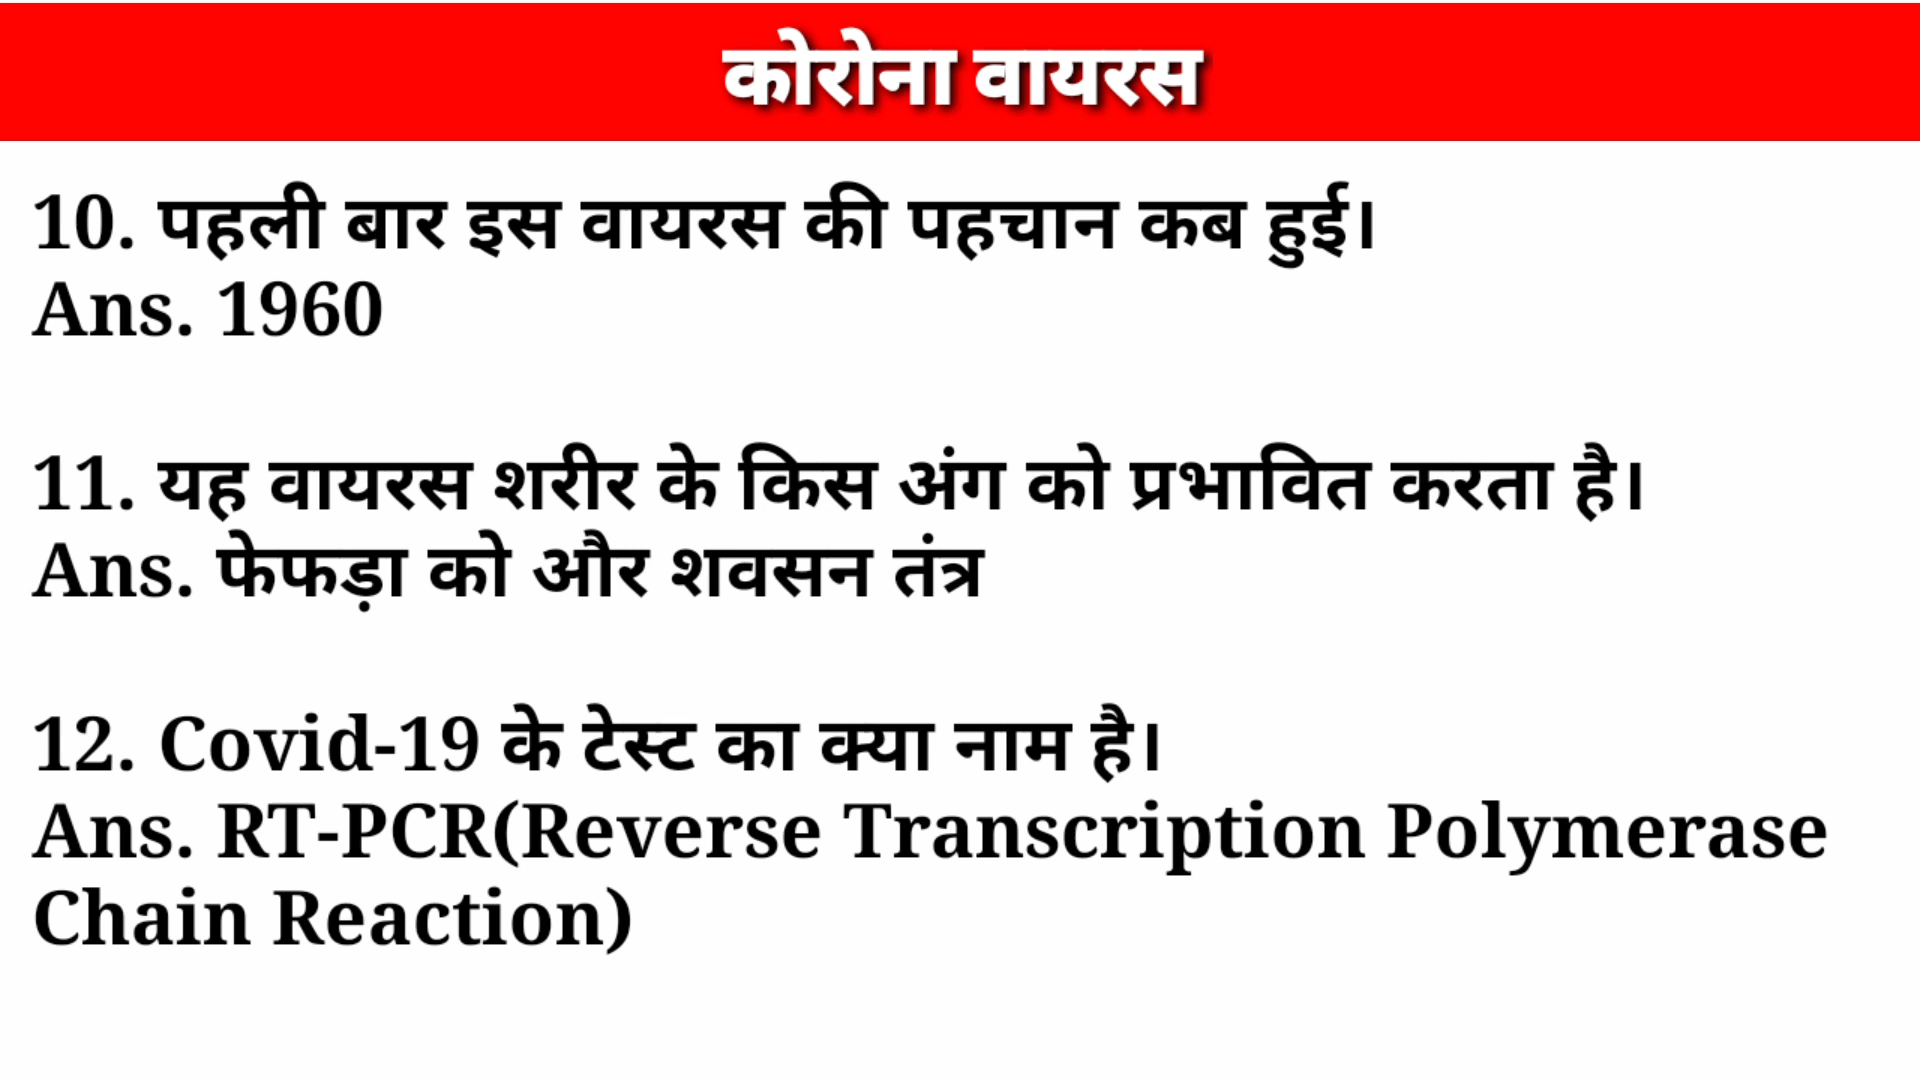 कोरोना वायरस
10. पहली बार इस वायरस की पहचान कब हुई।
Ans. 1960
11. यह वायरस शरीर के किस अंग को प्रभावित करता है।
Ans. फेफड़ा को और शवसन तंत्र
12. Covid-19 के टेस्ट का क्या नाम है।
Ans. RT-PCR(Reverse Transcription Polymerase
Chain Reaction)